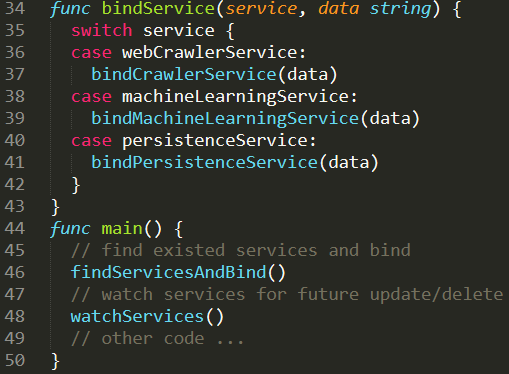 34 func bindService(service, data string) {
35   switch service {
36   case webCrawlerService:
37     bindCrawlerService(data)
38   case machineLearningService:
39     bindMachineLearningService(data)
40   case persistenceService:
41     bindPersistenceService(data)
42   }
43 }
44 func main() {
45   // find existed services and bind
46   findServicesAndBind()
47   // watch services for future update/delete
48   watchServices()
49   // other code ...
50 }